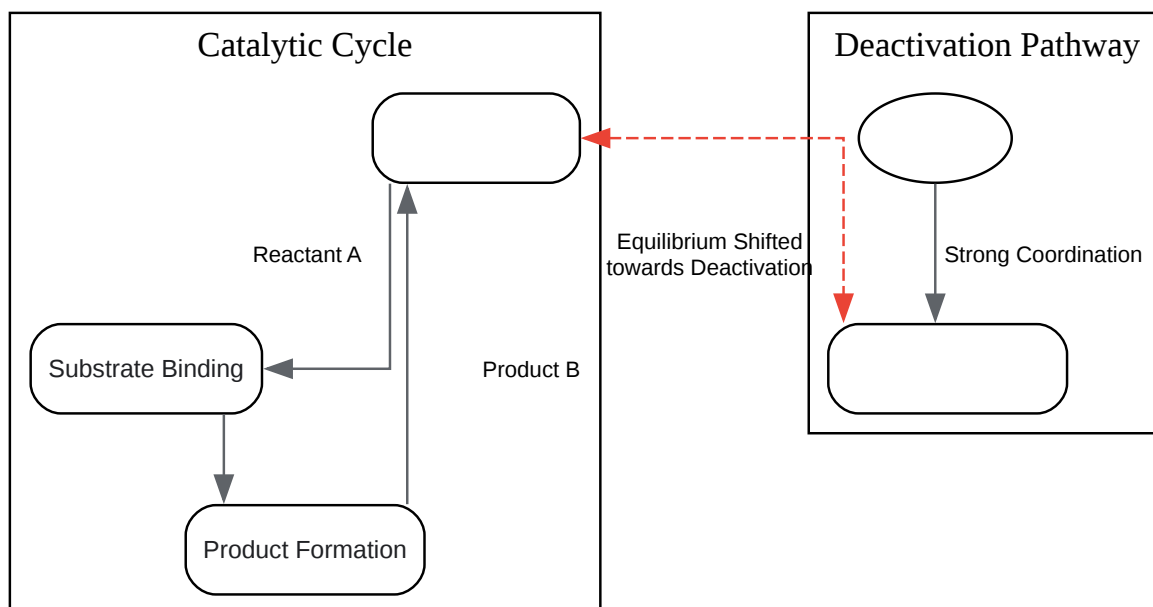 Catalytic Cycle
Deactivation Pathway
Reactant A
Equilibrium Shifted
towards Deactivation
Strong Coordination
Substrate Binding
Product B
Product Formation